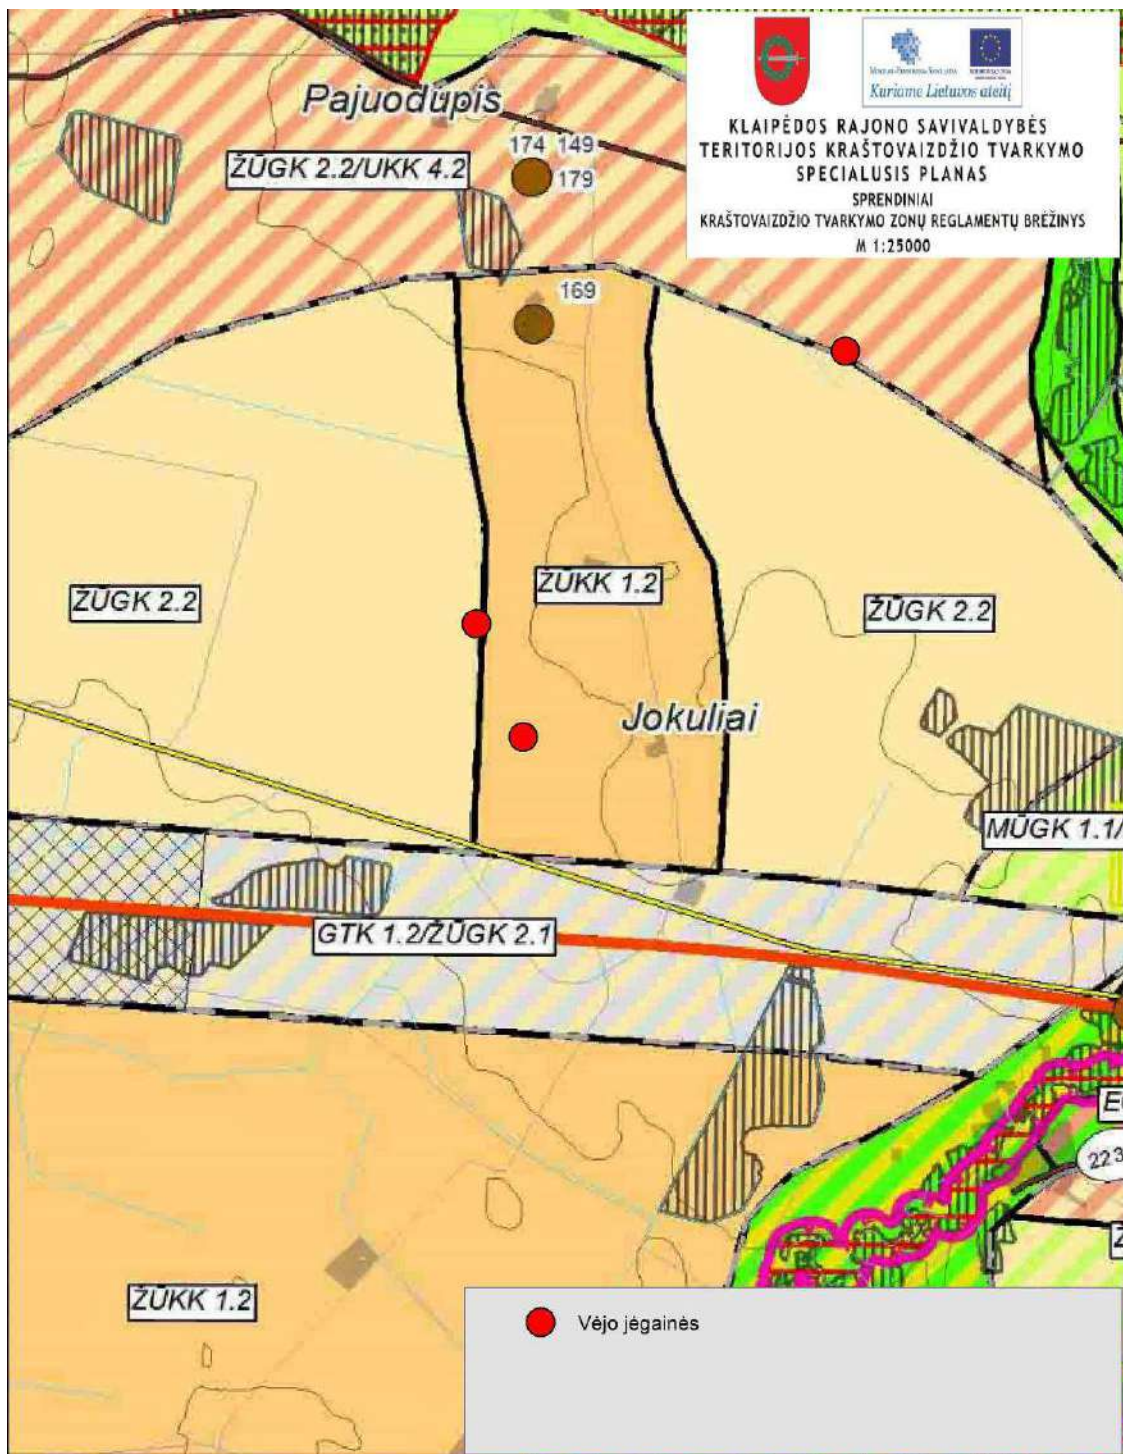 Kuriame Lietuvos ateitį
KLAIPĖDOS RAJONO SAVIVALDYBĖS
TERITORIJOS KRAŠTOVAIZDŽIO TVARKYMO
SPECIALUSIS PLANAS
SPRENDINIAI
KRAŠTOVAIZDŽIO TVARKYMO ZONŲ REGLAMENTŲ BRĖŽINYS
M 1:25000
Pajuodupis
174 149
179
ŽŪGK 2.2/UKK 4.2
169
ŽŪGK 2.2
ŽŪKK 1.2
ŽŪGK 2.2
Jokuliai
MŪGK 1.1/
GTK 1.2/ŽŪGK 2.1
223
ŽŪKK 1.2
Vėjo jėgainės